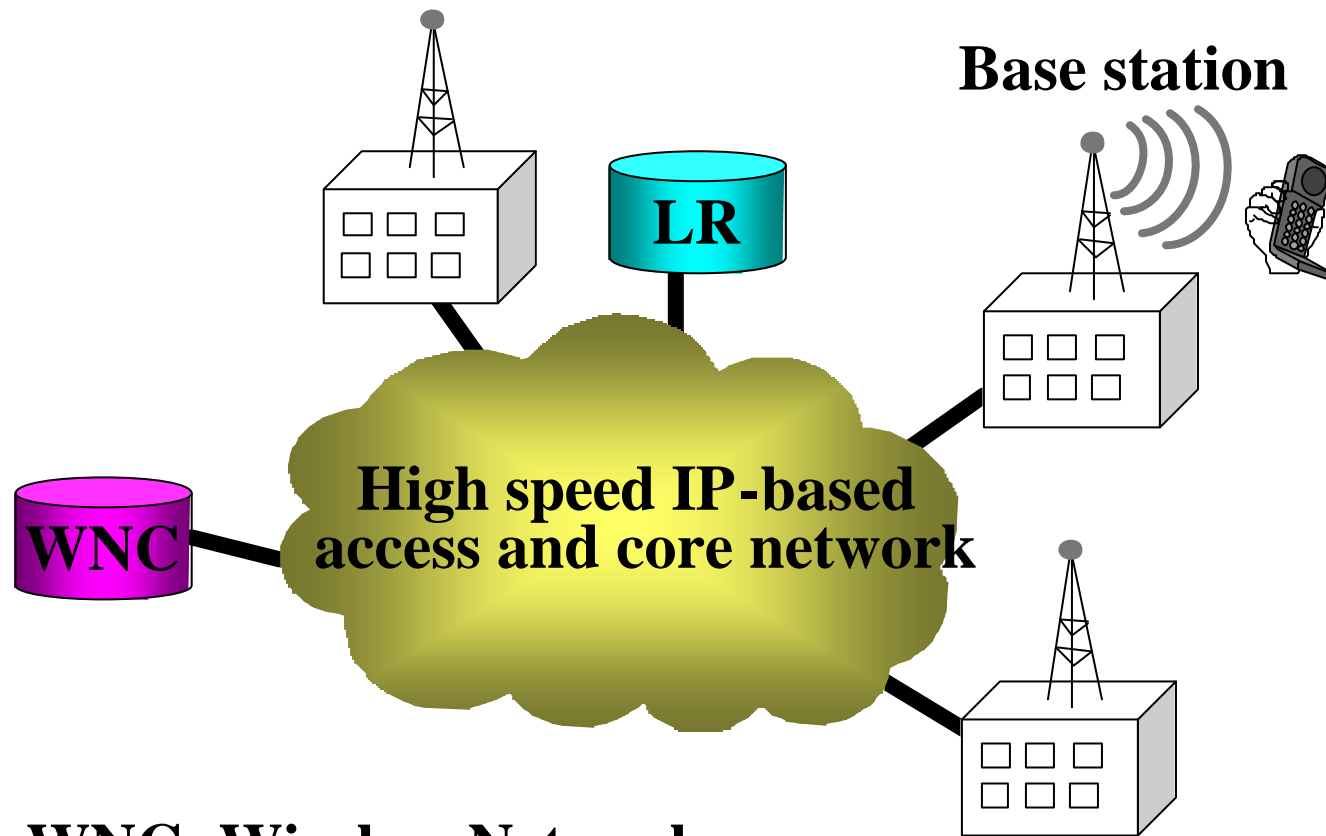 Base station
LR
High speed IP-based
access and core network
WNC